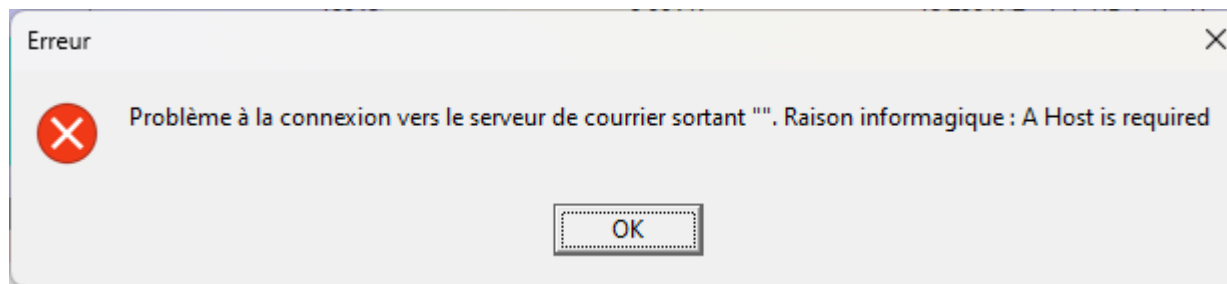 Erreur
Problème à la connexion vers le serveur de courrier sortant "". Raison informagique : A Host is required
OK